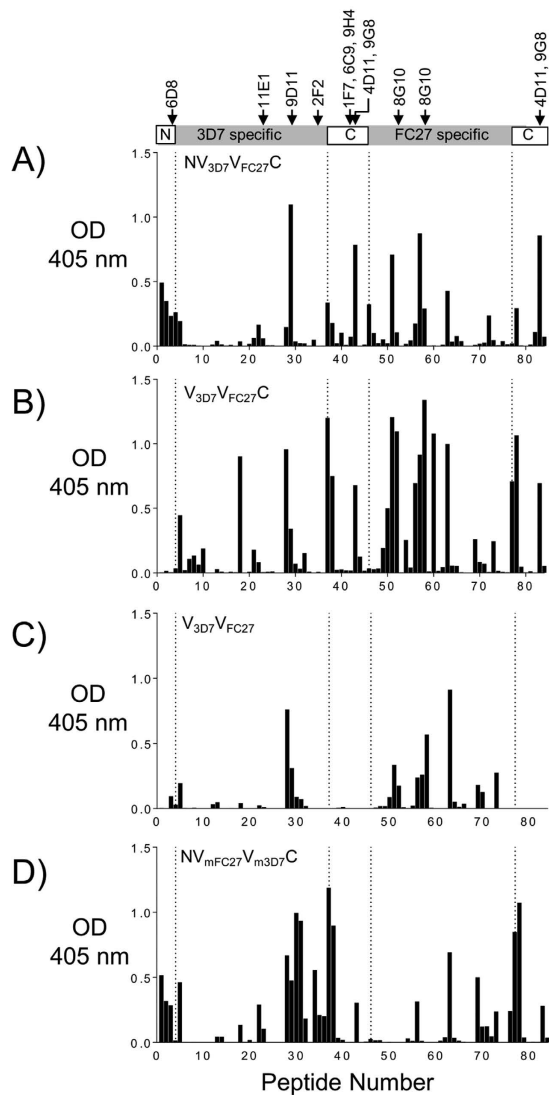 6D8
11E1
9D11
2F2
1F7, 6C9, 9H4
4D11, 9G8
8G10
8G10
4D11, 9G8
N 3D7 specific C FC27 specific C
A)
NV3D7VFC27C
OD
405 nm
1.5
1.0
0.5
0.0
0 10 20 30 40 50 60 70 80
B)
V3D7VFC27C
OD
405 nm
1.5
1.0
0.5
0.0
0 10 20 30 40 50 60 70 80
C)
V3D7VFC27
OD
405 nm
1.5
1.0
0.5
0.0
0 10 20 30 40 50 60 70 80
D)
NVmFC27Vm3D7C
OD
405 nm
1.5
1.0
0.5
0.0
0 10 20 30 40 50 60 70 80
Peptide Number